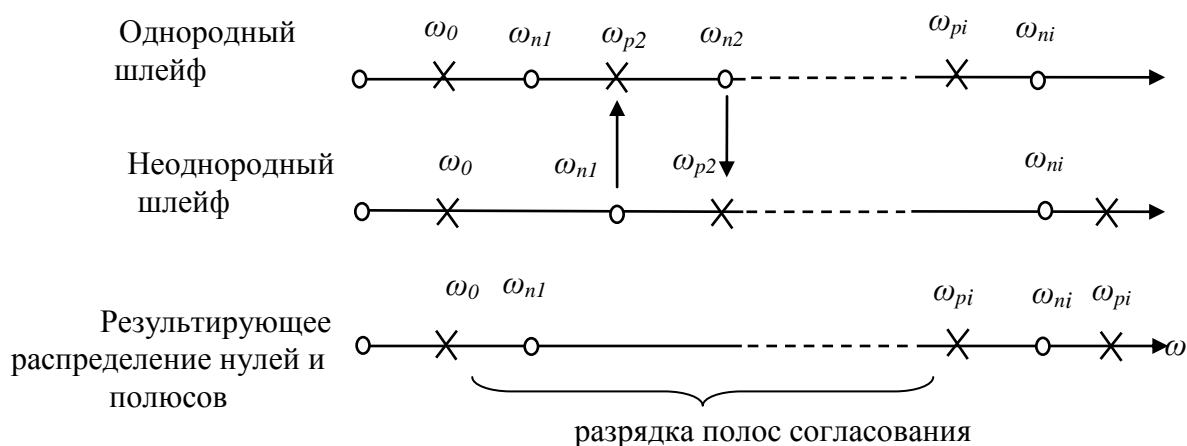 Однородный
шлейф
ω0 ωn1 ωp2 ωn2 ωpi ωni
Неоднородный
шлейф
ω0 ωn1 ωp2 ωni
Результирующее
распределение нулей и
полюсов
ω0 ωn1 ωpi ωni ωpi
ω
разрядка полос согласования